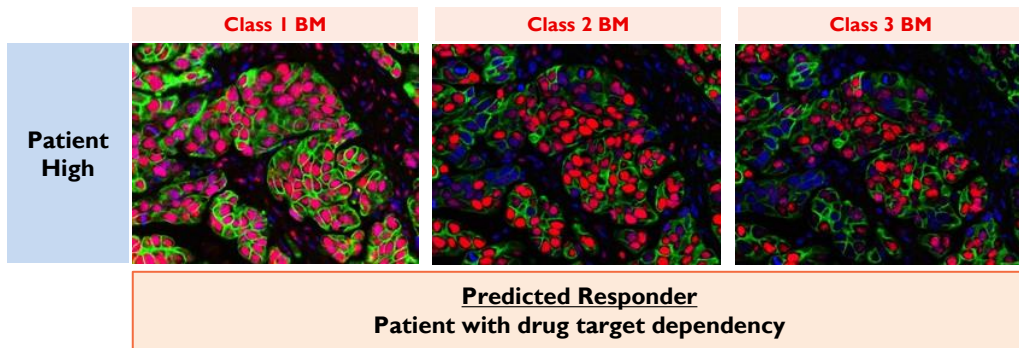 Class 1 BM
Class 2 BM
Class 3 BM
Patient
High
Predicted Responder
Patient with drug target dependency